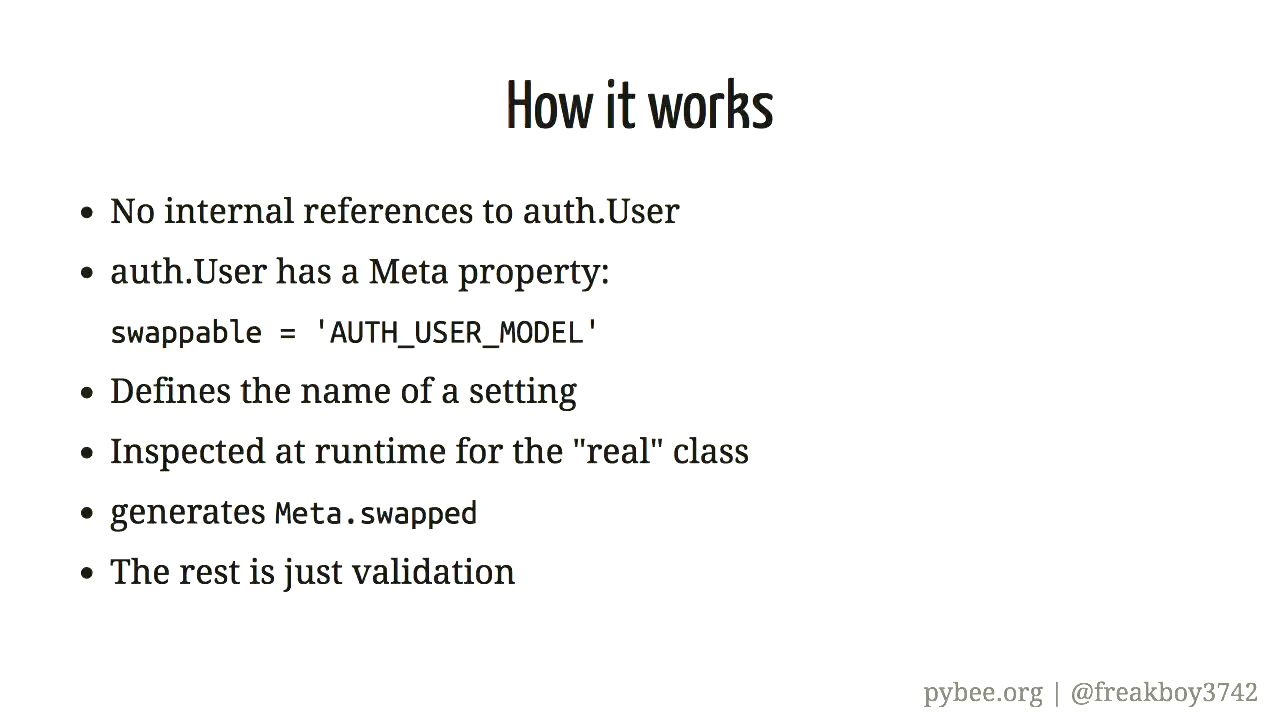 How it works
No internal references to auth.User
auth.User has a Meta property:
swappable = 'AUTH_USER_MODEL'
Defines the name of a setting
Inspected at runtime for the "real" class
generates Meta.swapped
The rest is just validation
pybee.org | @freakboy3742